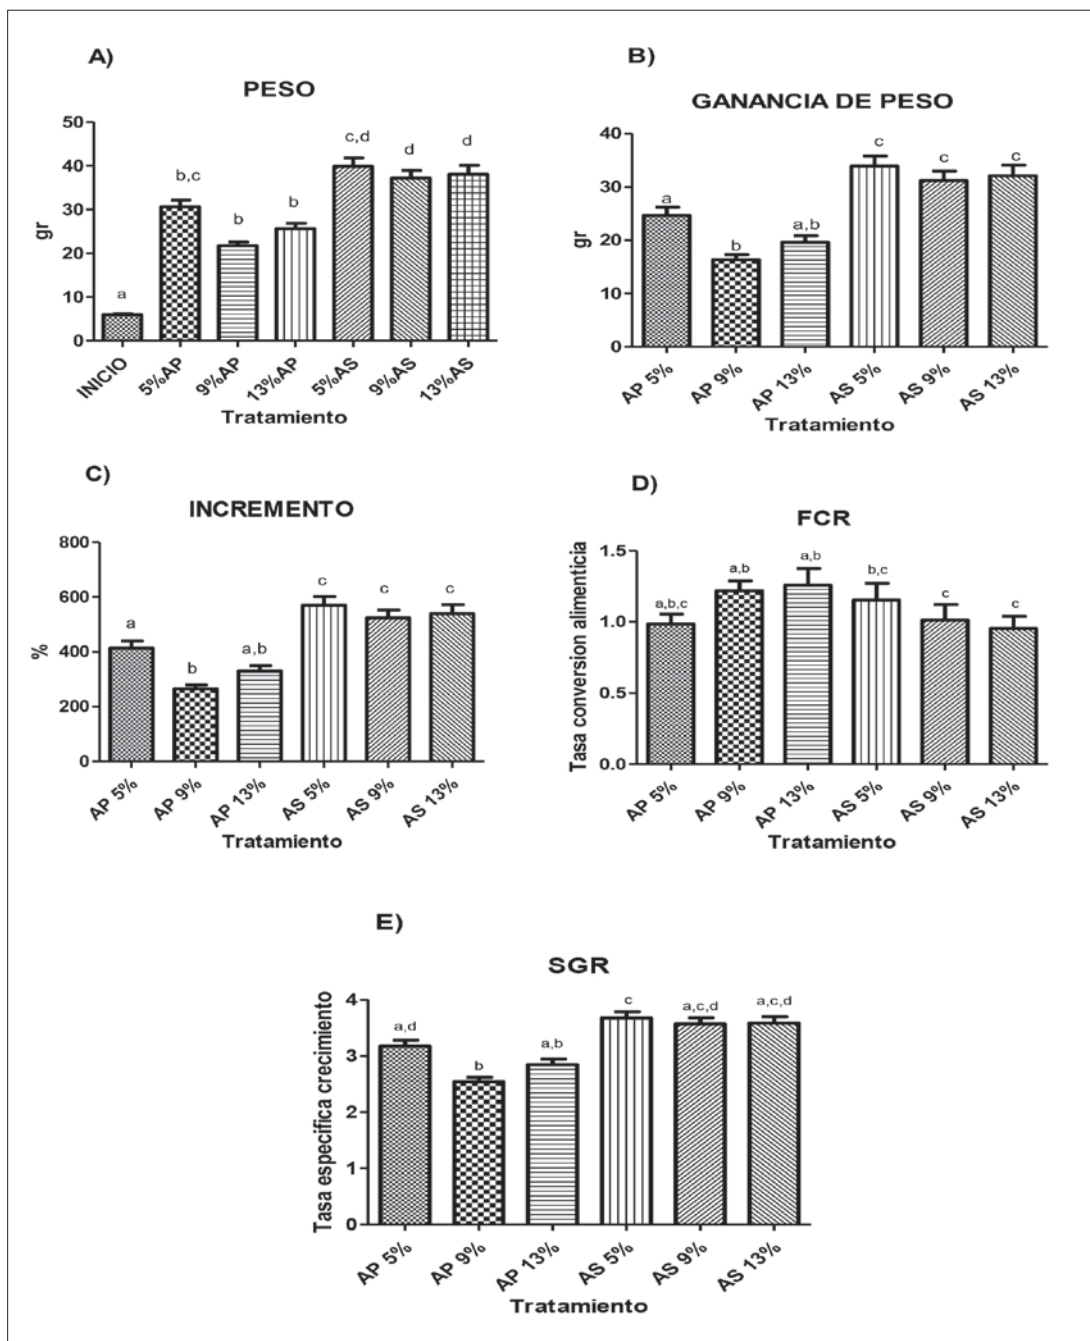 A)
PESO
50
40
30
20
10
0
gr
a
b,c
b
b
c,d
d
d
INICIO
5%AP
9%AP
13%AP
5%AS
9%AS
13%AS
Tratamiento
B)
GANANCIA DE PESO
40
30
20
10
0
gr
a
b
a,b
c
c
c
AP 5%
AP 9%
AP 13%
AS 5%
AS 9%
AS 13%
Tratamiento
C)
INCREMENTO
800
600
400
200
0
%
a
b
a,b
c
c
c
AP 5%
AP 9%
AP 13%
AS 5%
AS 9%
AS 13%
Tratamiento
D)
FCR
1.5
1.0
0.5
0.0
Tasa conversion alimenticia
a,b,c
a,b
a,b
b,c
c
c
AP 5%
AP 9%
AP 13%
AS 5%
AS 9%
AS 13%
Tratamiento
E)
SGR
4
3
2
1
0
Tasa especifica crecimiento
a,d
b
a,b
c
a,c,d
a,c,d
AP 5%
AP 9%
AP 13%
AS 5%
AS 9%
AS 13%
Tratamiento